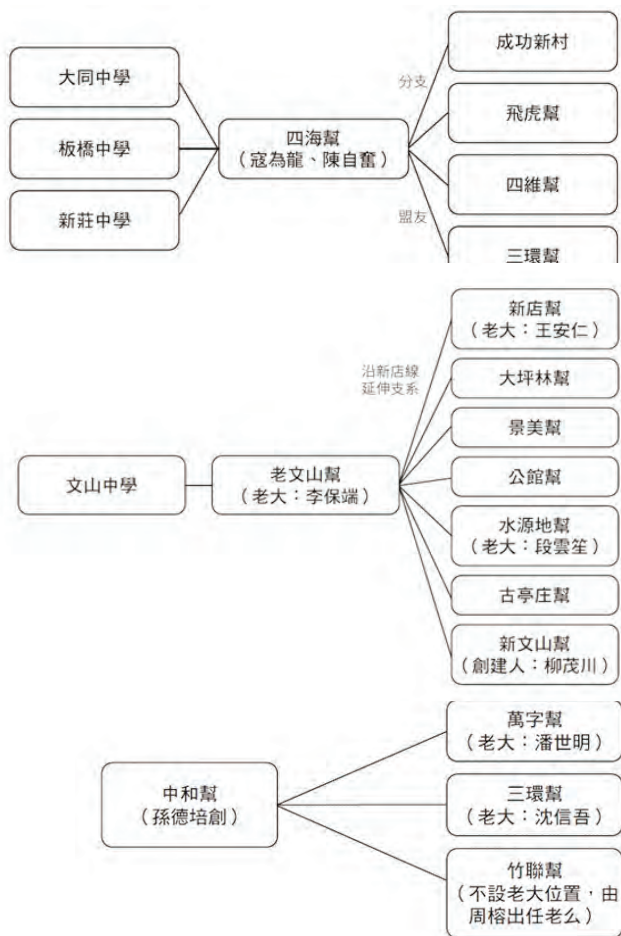 大同中學
板橋中學
新莊中學
四海幫
（寇為龍、陳自奮）
分支
盟友
成功新村
飛虎幫
四維幫
三環幫
文山中學
老文山幫
（老大：李保端）
沿新店線
延伸支系
新店幫
（老大：王安仁）
大坪林幫
景美幫
公館幫
水源地幫
（老大：段雲笙）
古亭庄幫
新文山幫
（創建人：柳茂川）
中和幫
（孫德培創）
萬字幫
（老大：潘世明）
三環幫
（老大：沈信吾）
竹聯幫
（不設老大位置，由
周榕出任老么）